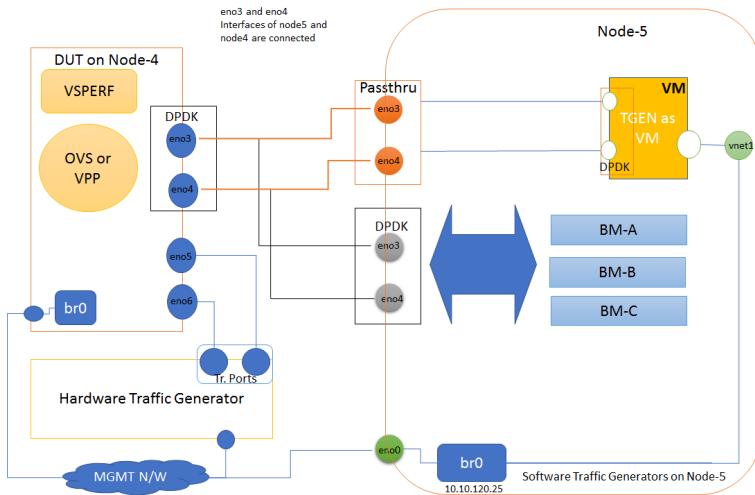 eno3 and eno4
Interfaces of node5 and
node4 are connected
Node-5
DUT on Node-4
VSPERF
OVS or
VPP
DPDK
eno3
eno4
eno5
eno6
br0
Passthru
eno3
eno4
DPDK
eno3
eno4
VM
TGEN as
VM
DPDK
vnet1
BM-A
BM-B
BM-C
Tr. Ports
Hardware Traffic Generator
MGMT N/W
eno0
br0
10.10.120.25
Software Traffic Generators on Node-5